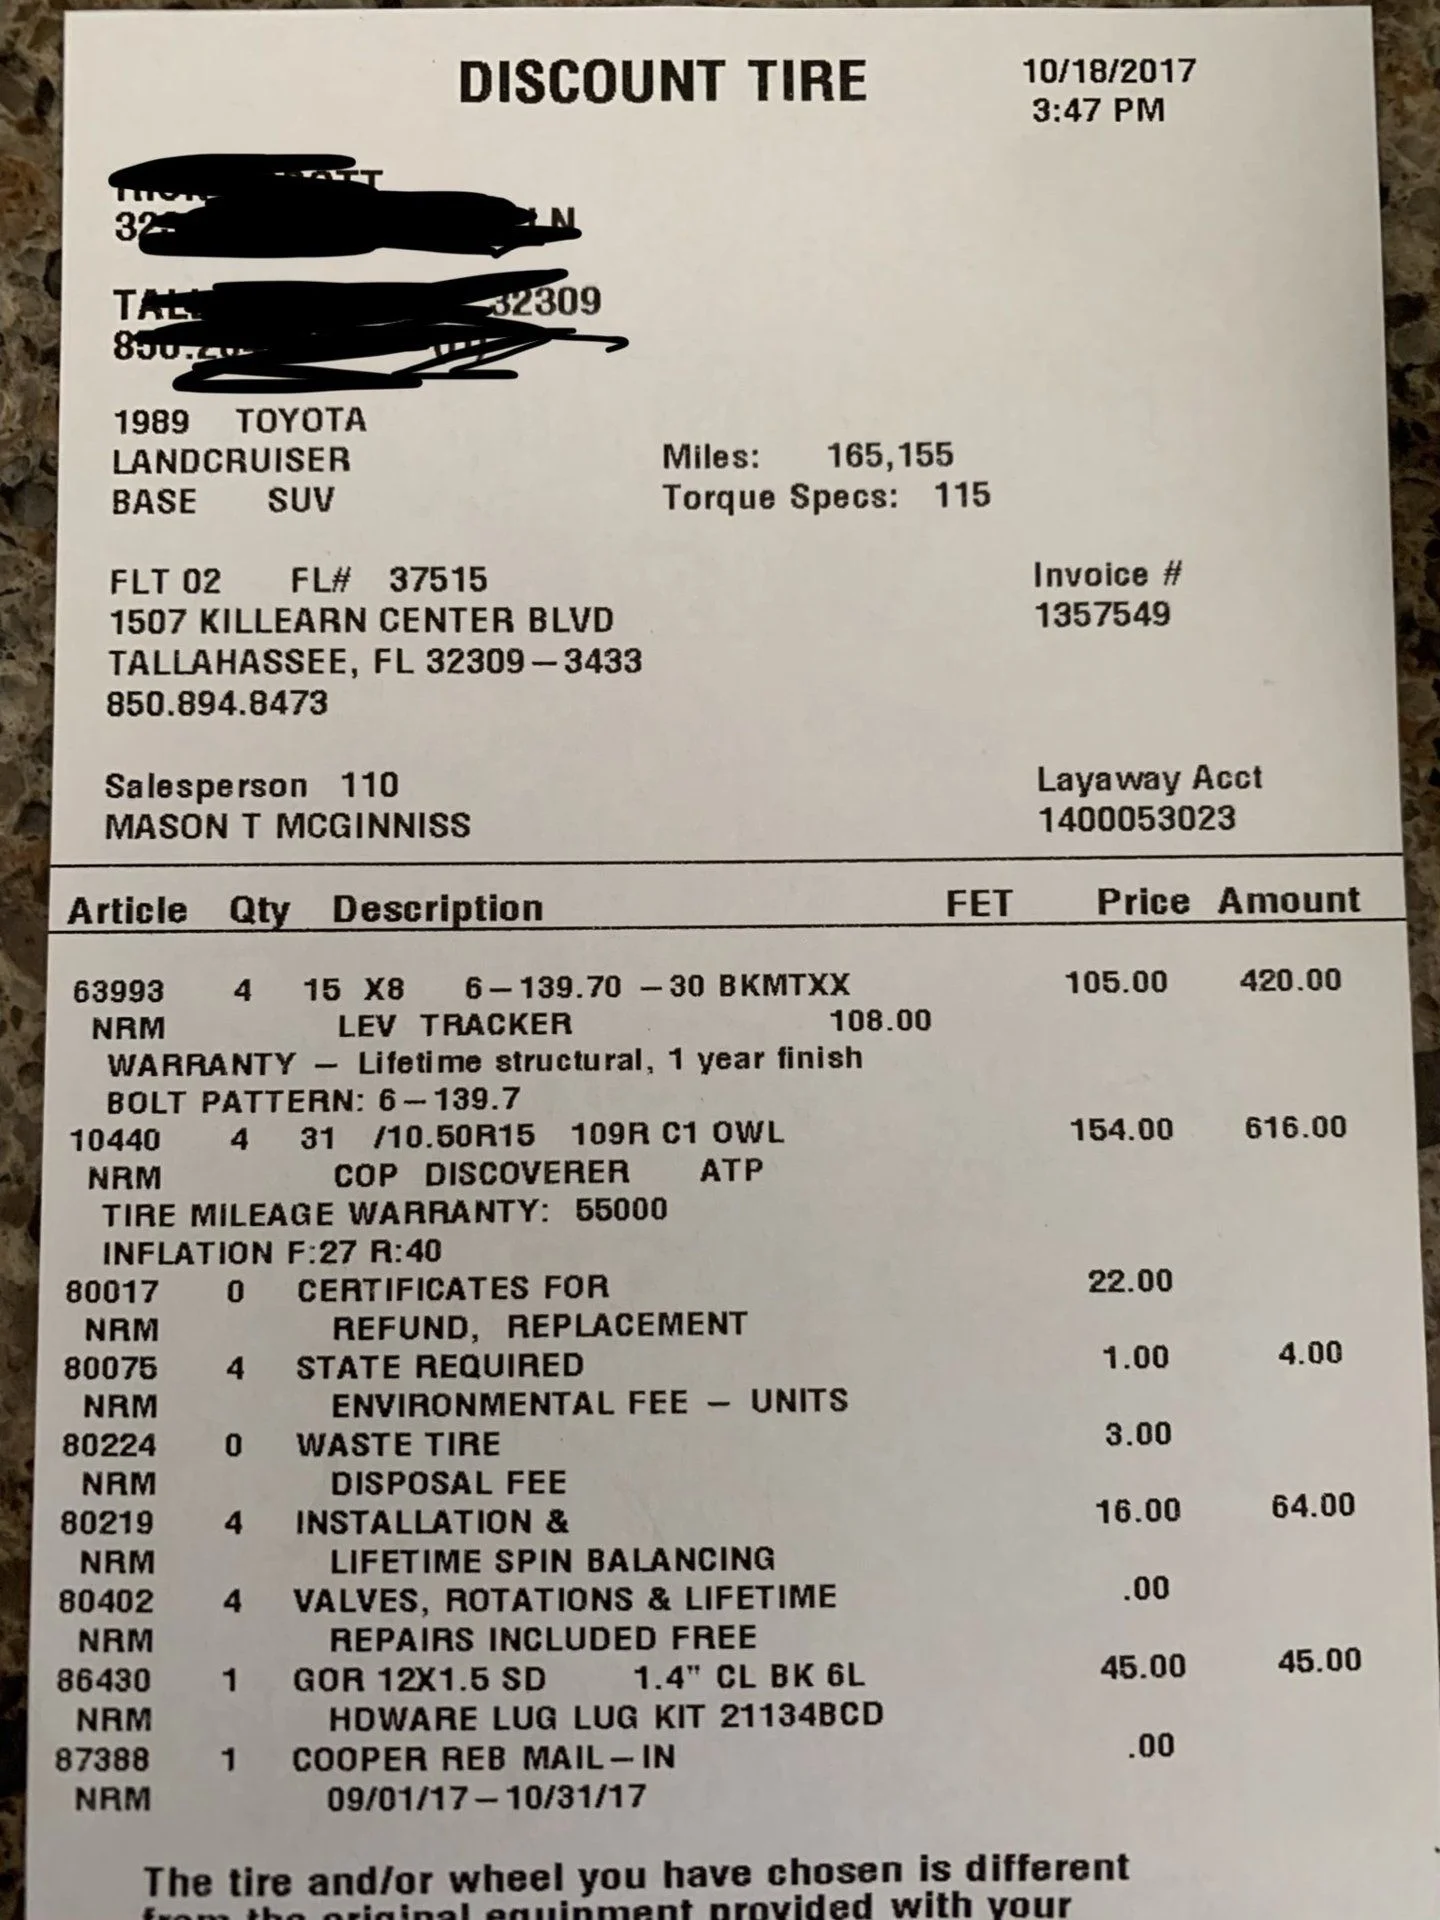 DISCOUNT TIRE
10/18/2017
3:47 PM
LN
32309
1989 TOYOTA
LANDCRUISER
BASE SUV
Miles: 165,155
Torque Specs: 115
FLT 02 FL# 37515
1507 KILLEARN CENTER BLVD
TALLAHASSEE, FL 32309-3433
850.894.8473
Invoice #
1357549
Salesperson 110
MASON T MCGINNISS
Layaway Acct
1400053023
Article Qty Description FET Price Amount
63993 4 15 X8 6-139.70 -30 BKMTXX 105.00 420.00
NRM LEV TRACKER 108.00
WARRANTY - Lifetime structural, 1 year finish
BOLT PATTERN: 6-139.7
10440 4 31 /10.50R15 109R C1 OWL 154.00 616.00
NRM COP DISCOVERER ATP
TIRE MILEAGE WARRANTY: 55000
INFLATION F:27 R:40
80017 0 CERTIFICATES FOR 22.00
NRM REFUND, REPLACEMENT
80075 4 STATE REQUIRED 1.00 4.00
NRM ENVIRONMENTAL FEE - UNITS
80224 0 WASTE TIRE 3.00
NRM DISPOSAL FEE
80219 4 INSTALLATION & 16.00 64.00
NRM LIFETIME SPIN BALANCING
80402 4 VALVES, ROTATIONS & LIFETIME .00
NRM REPAIRS INCLUDED FREE
86430 1 GOR 12X1.5 SD 1.4" CL BK 6L 45.00 45.00
NRM HDWARE LUG LUG KIT 21134BCD
87388 1 COOPER REB MAIL-IN .00
NRM 09/01/17-10/31/17
The tire and/or wheel you have chosen is different
from the original equipment provided with your